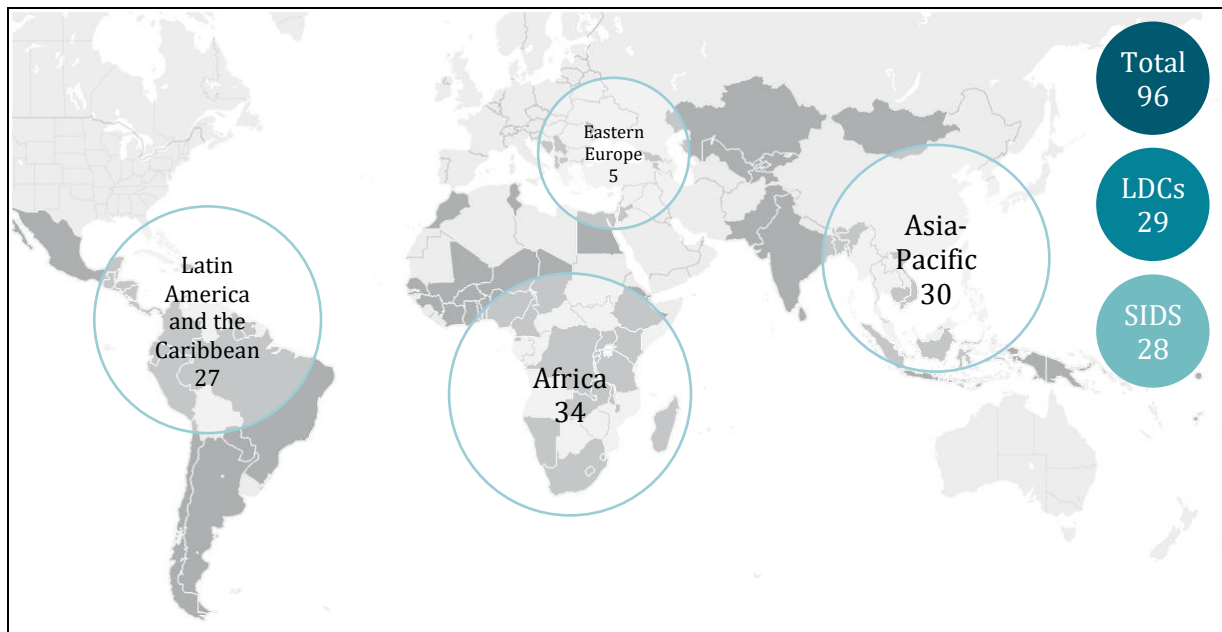 Total
96
LDCs
29
SIDS
28
Eastern
Europe
5
Asia-
Pacific
30
Latin
America
and the
Caribbean
27
Africa
34